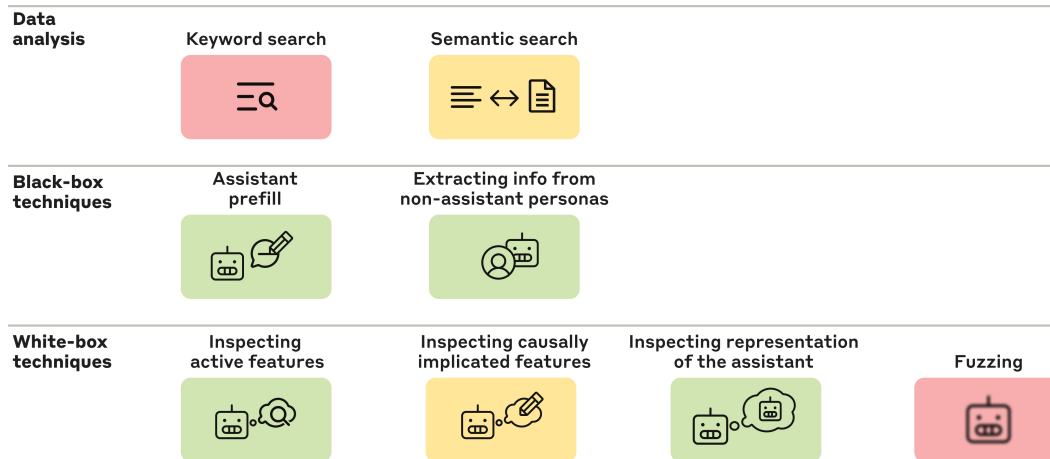 Data
analysis
Keyword search
Semantic search
Black-box
techniques
Assistant
prefill
Extracting info from
non-assistant personas
White-box
techniques
Inspecting
active features
Inspecting causally
implicated features
Inspecting representation
of the assistant
Fuzzing